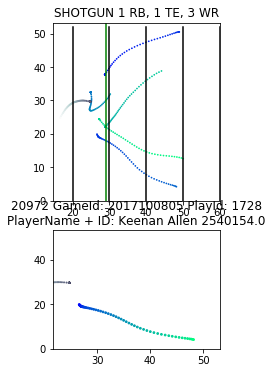 SHOTGUN 1 RB, 1 TE, 3 WR
50
40
30
20
10
0
20 30 40 50 60
20972 GameId: 2017100805, PlayId: 1728
PlayerName + ID: Keenan Allen 2540154.0
40
20
0
30 40 50